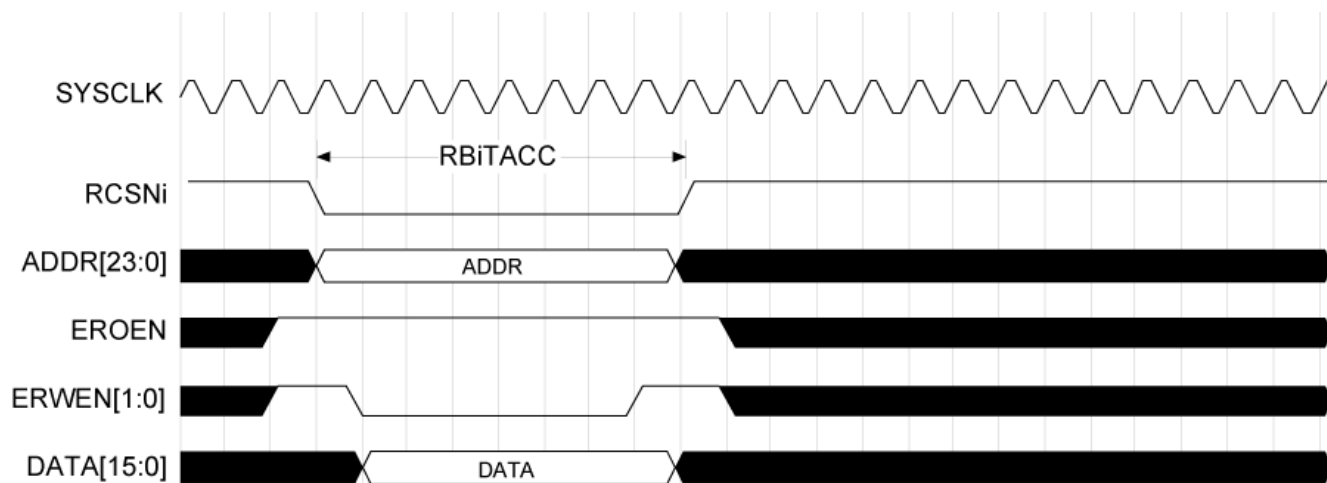 SYSCLK
RBiTACC
RCSNi
ADDR[23:0]
ADDR
EROEN
ERWEN[1:0]
DATA[15:0]
DATA